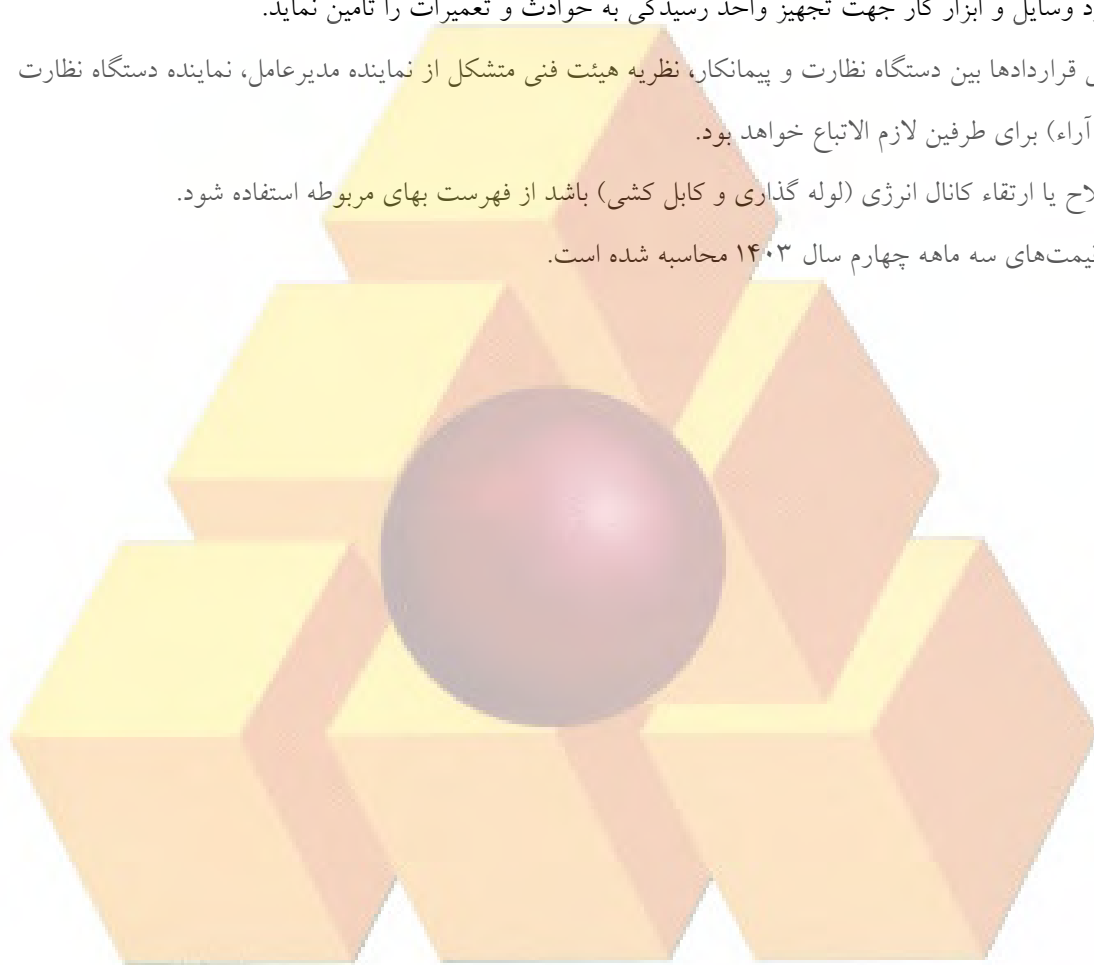 وسایل و ابزار کار جهت تجهیز واحد رسیدگی به حوادث و تعمیرات را تامین نماید.
قراردادها بین دستگاه نظارت و پیمانکار، نظریه هیئت فنی متشکل از نماینده مدیرعامل، نماینده دستگاه نظارت
آراء) برای طرفین لازم الاتباع خواهد بود.
یا ارتقاء کانال انرژی (لوله گذاری و کابل کشی) باشد از فهرست بهای مربوطه استفاده شود.
قیمت‌های سه ماهه چهارم سال ۱۴۰۳ محاسبه شده است.